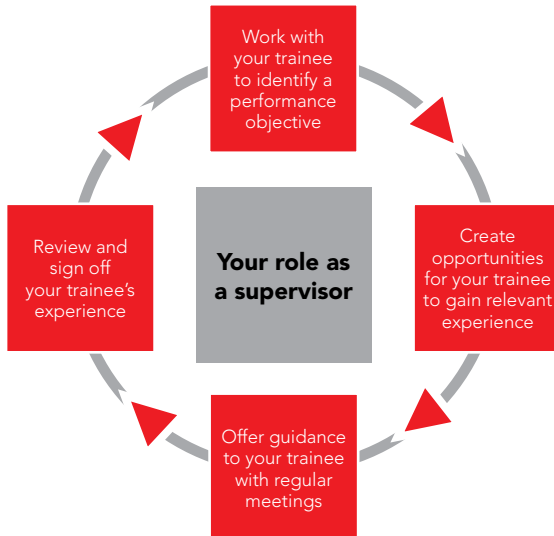 Work with
your trainee
to identify a
performance
objective
Review and
sign off
your trainee's
experience
Your role as
a supervisor
Create
opportunities
for your trainee
to gain relevant
experience
Offer guidance
to your trainee
with regular
meetings